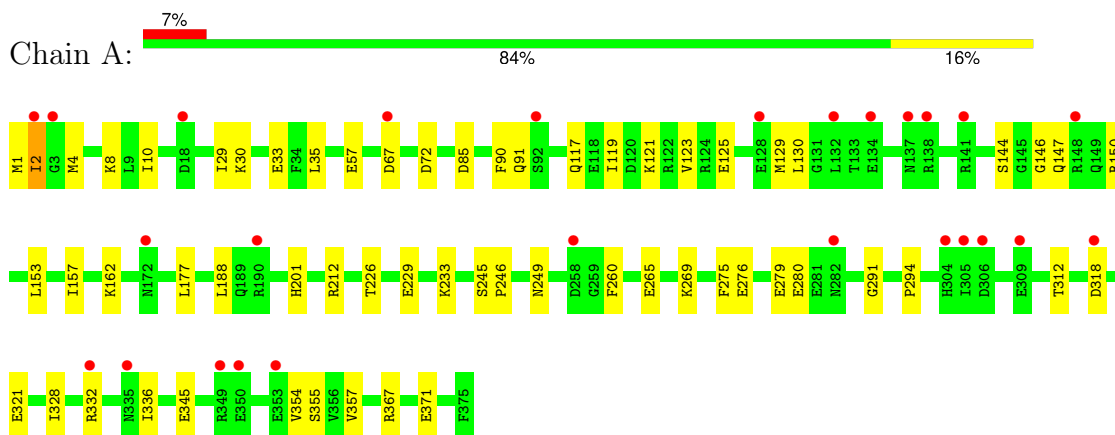 7%
Chain A:
84% 16%
M1 I2 G3 M4 K8 L9 I10 D18 I29 K30 E33 F34 L35 E57 D67 D72 D85 F90 Q91 S92 Q117 E118 I119 D120 K121 R122 V123 R124 E125 E128 M129 L130 G131 L132 T133 E134 N137 R138 R141 S144 G145 G146 Q147 R148 Q149 R150
L153 I157 K162 N172 L177 L188 Q189 R190 H201 R212 T226 E229 K233 S245 P246 N249 D258 G259 F260 E265 K269 F275 E276 E279 E280 E281 N282 G291 P294 H304 I305 D306 E309 T312 D318
E321 I328 R332 N335 I336 E345 R349 E350 E353 V354 S355 V356 V357 R367 E371 F375